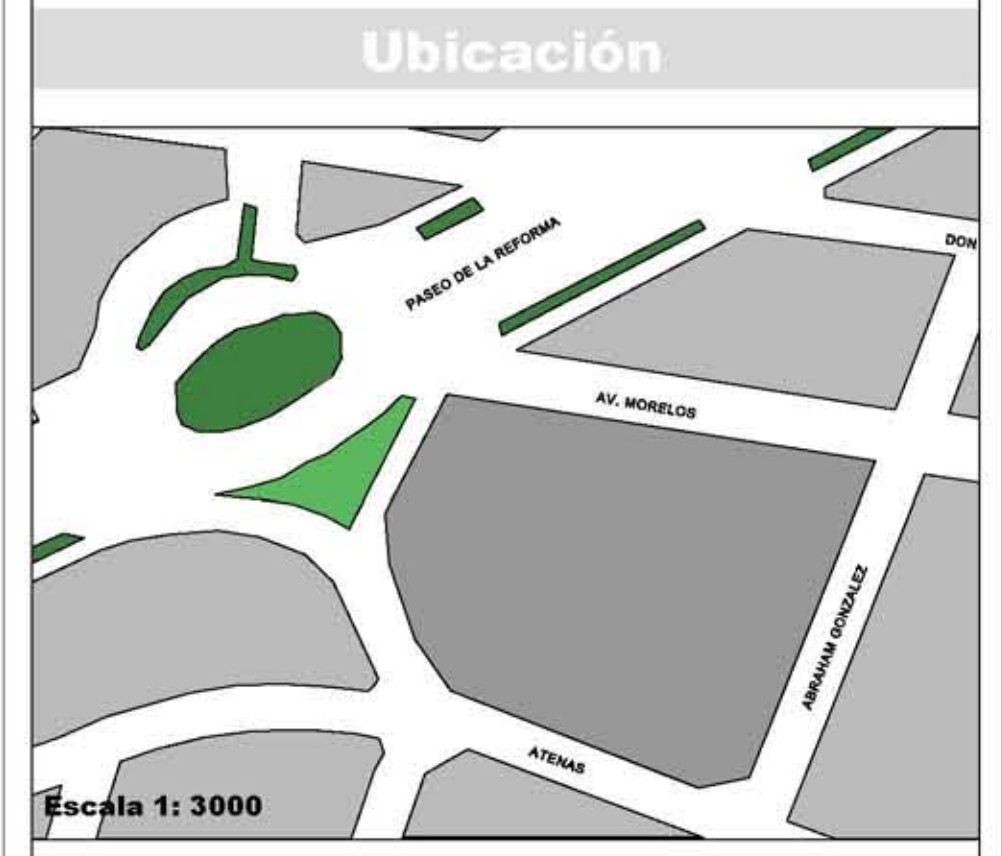 Ubicación
DON
PASEO DE LA REFORMA
AV. MORELOS
ABRAHAM GONZALEZ
ATENAS
Escala 1: 3000